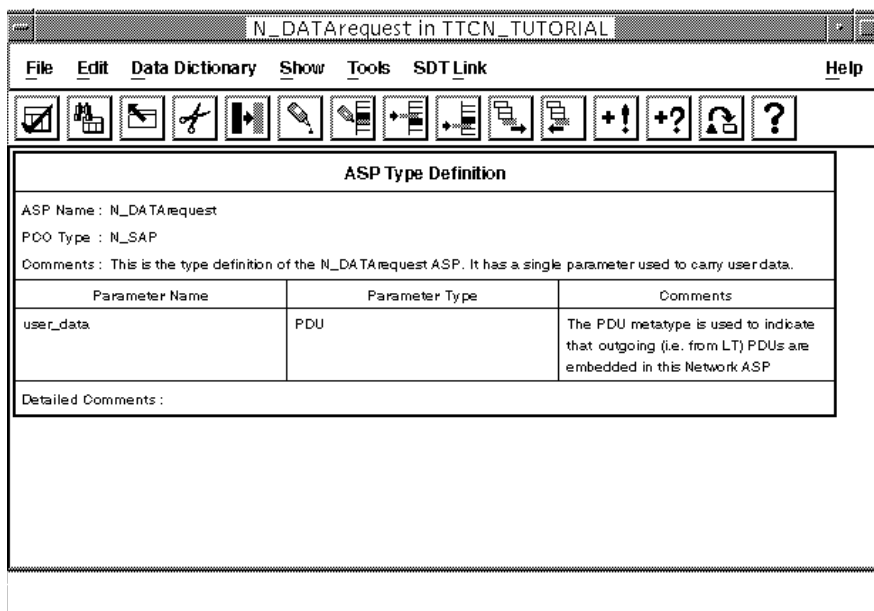 N_DATArequest in TTCN_TUTORIAL
File Edit Data Dictionary Show Tools SDT Link Help
+! +? ?
ASP Type Definition
ASP Name : N_DATArequest
PCO Type : N_SAP
Comments : This is the type definition of the N_DATArequest ASP. It has a single parameter used to carry user data.
Parameter Name Parameter Type Comments
user_data PDU The PDU metatype is used to indicate
that outgoing (i.e. from LT) PDUs are
embedded in this Network ASP
Detailed Comments :